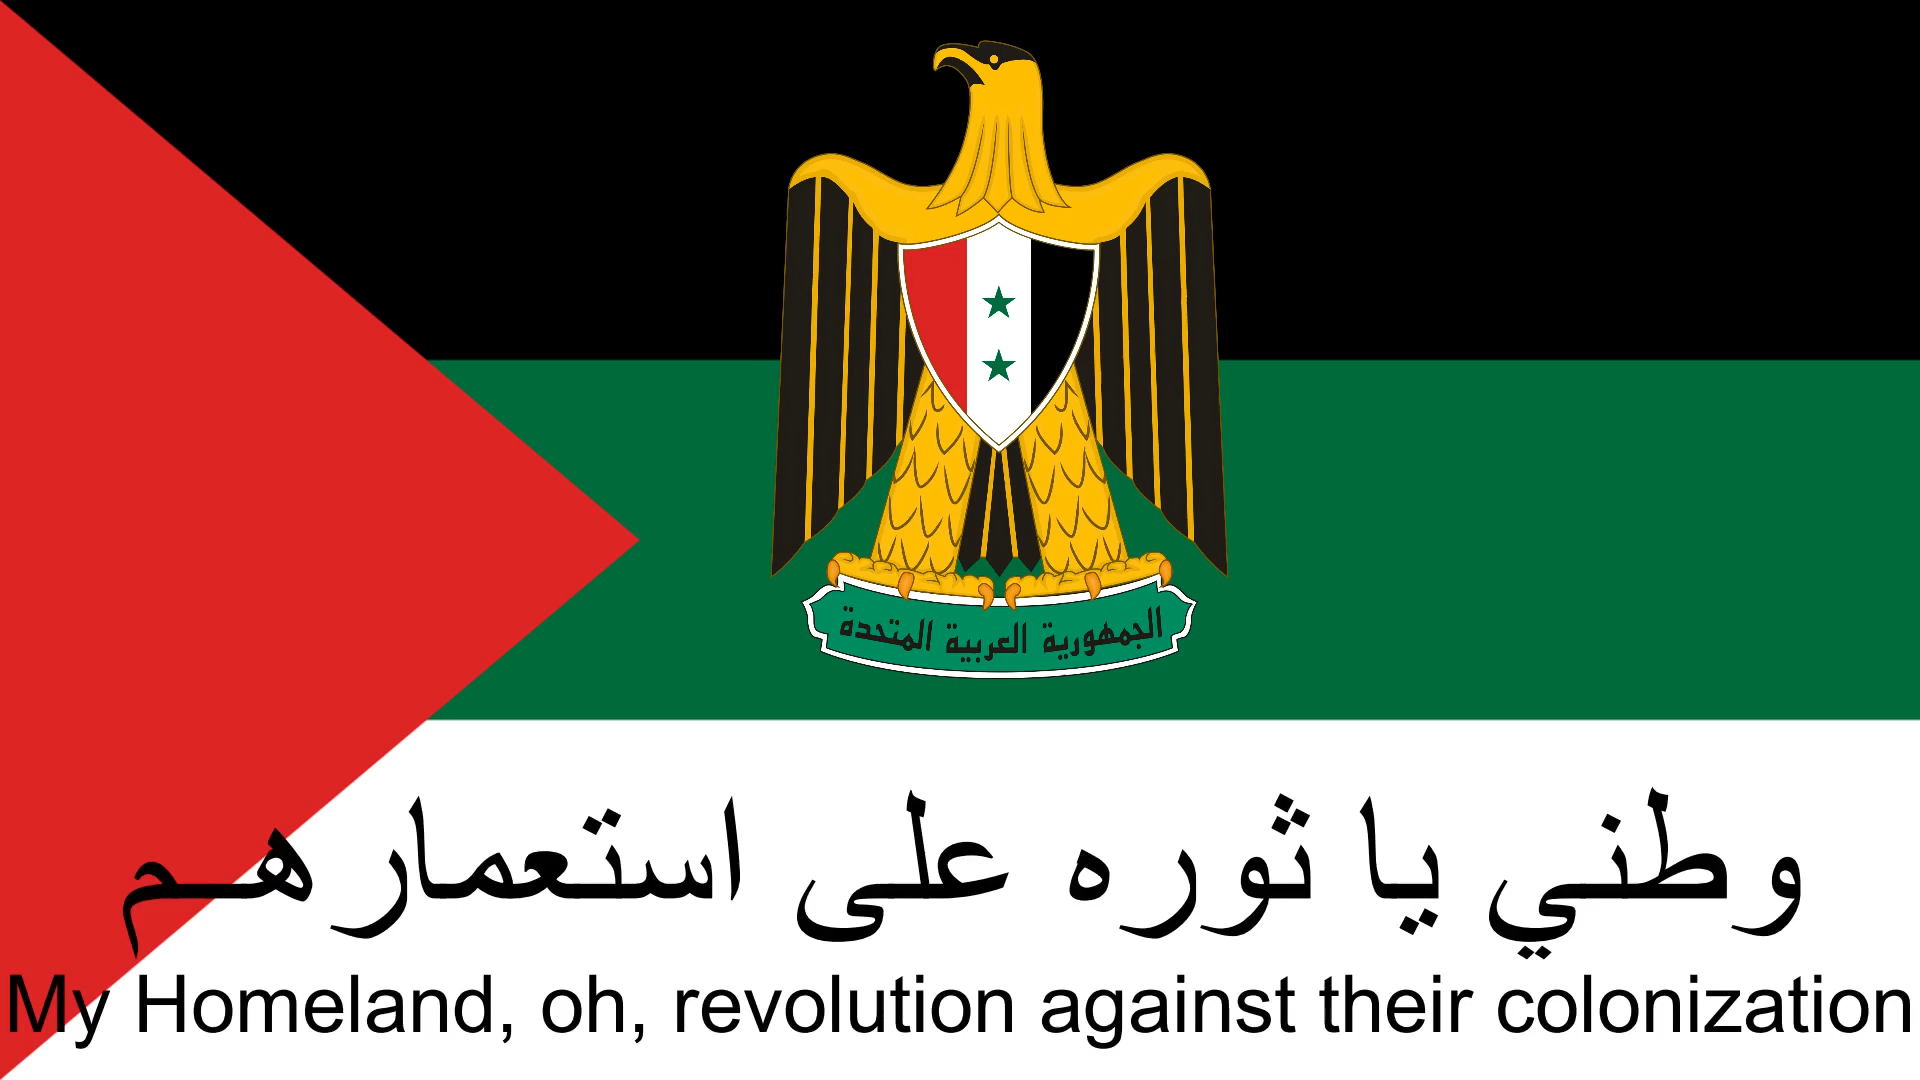 الجمهورية العربية المتحدة
وطني يا ثوره على استعمارهم
My Homeland, oh, revolution against their colonization